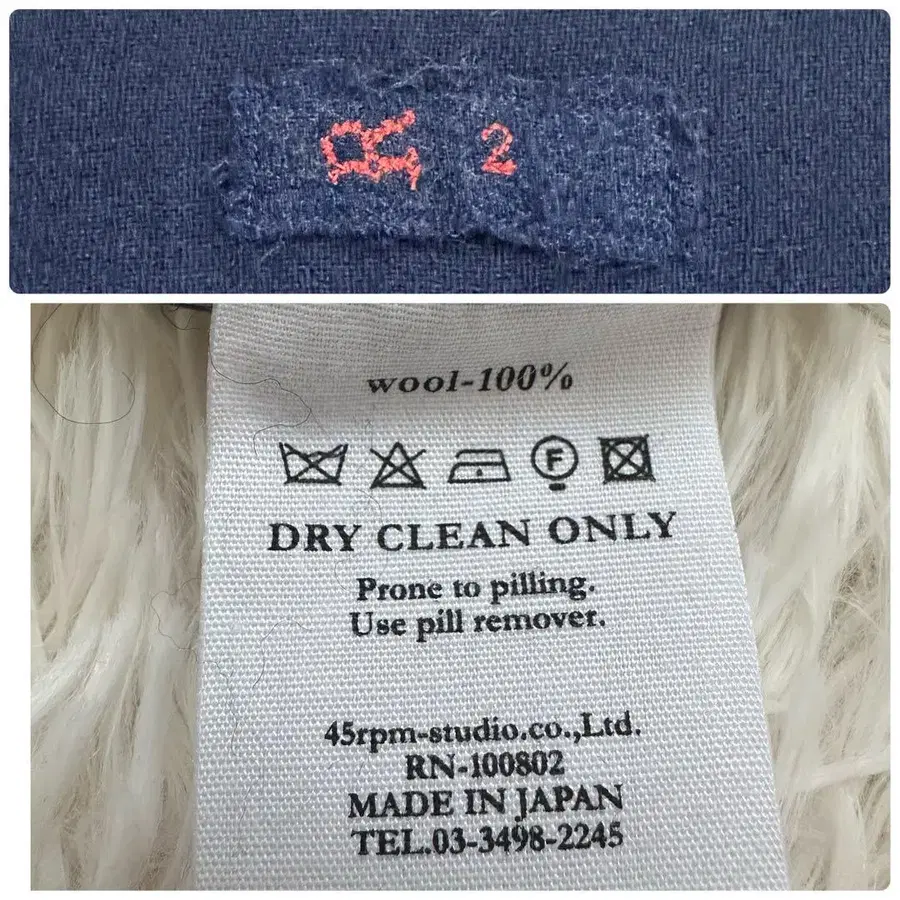 R 2
wool-100%
F
DRY CLEAN ONLY
Prone to pilling.
Use pill remover.
45rpm-studio.co.,Ltd.
RN-100802
MADE IN JAPAN
TEL.03-3498-2245